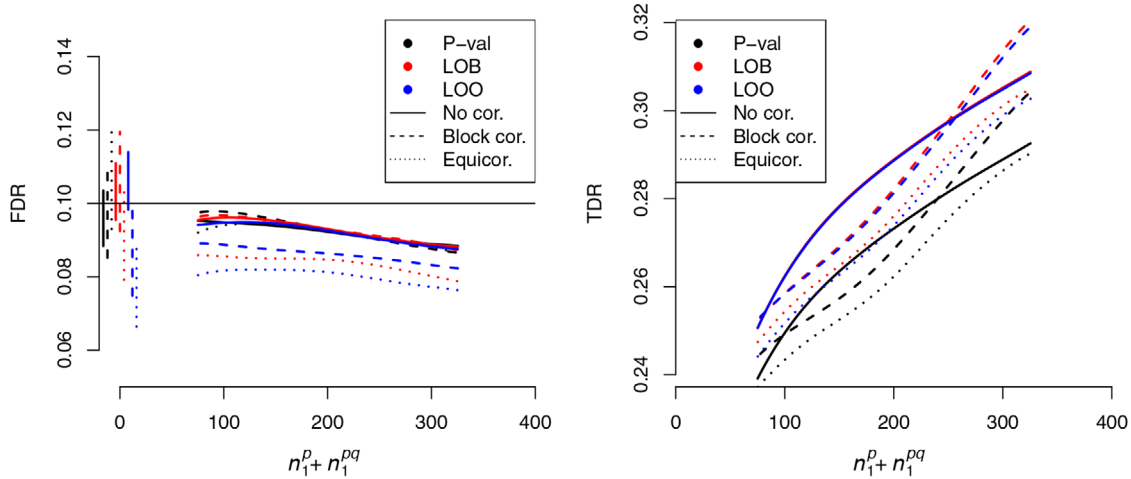 FDR
0.14
0.12
0.10
0.08
0.06
P−val
LOB
LOO
No cor.
Block cor.
Equicor.
0 100 200 300 400
n₁ᵖ+ n₁ᵖq
TDR
0.32
0.30
0.28
0.26
0.24
P−val
LOB
LOO
No cor.
Block cor.
Equicor.
0 100 200 300 400
n₁ᵖ+ n₁ᵖq